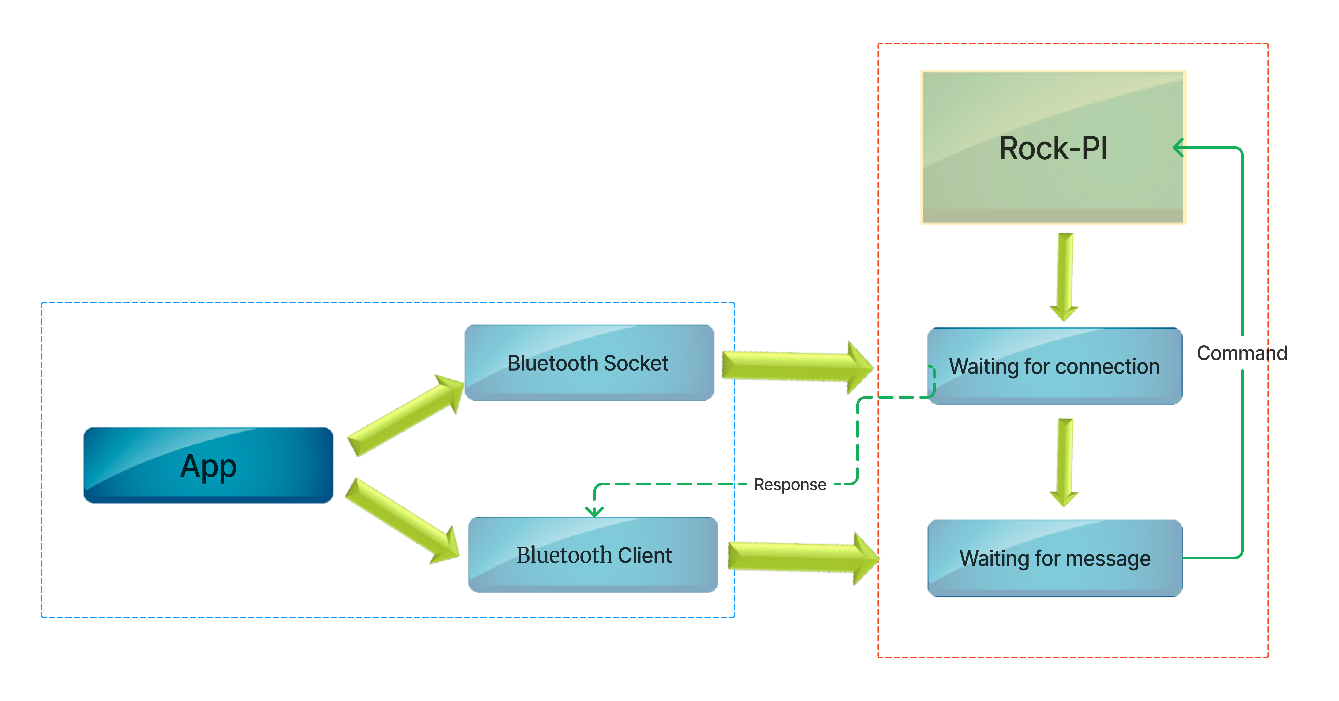 Rock-PI
Bluetooth Socket
Waiting for connection
Command
App
Response
Bluetooth Client
Waiting for message